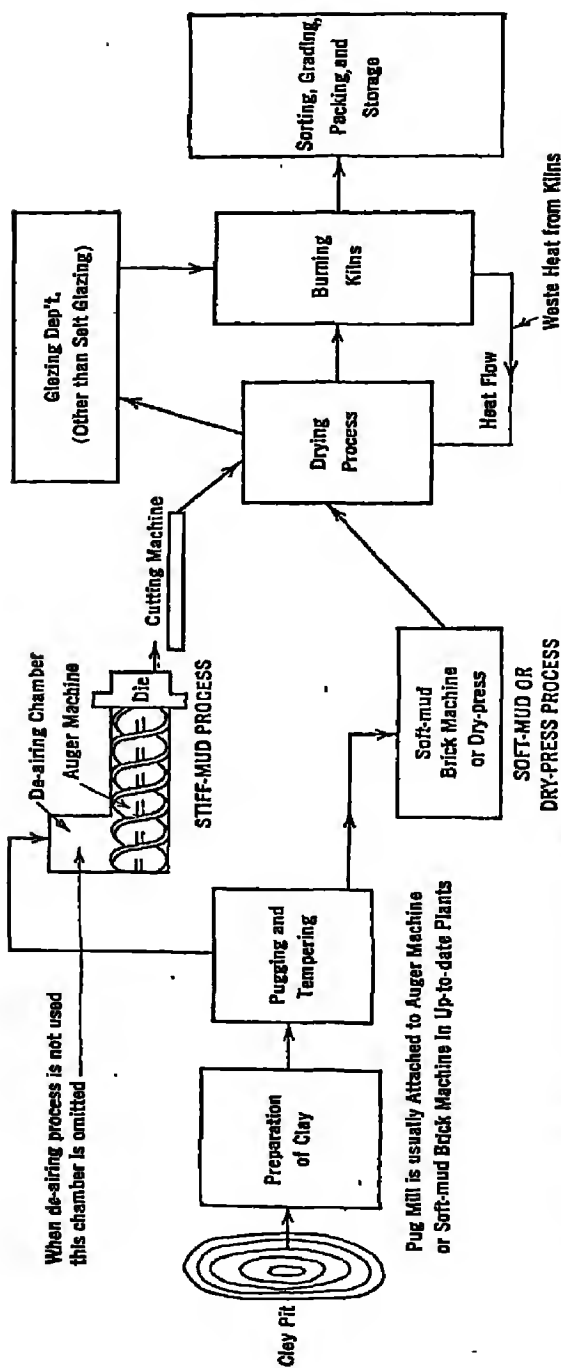 Clay Pit
Preparation
of Clay
Pugging and
Tempering
Pug Mill is usually Attached to Auger Machine
or Soft-mud Brick Machine in Up-to-date Plants
When de-airing process is not used
this chamber is omitted
De-airing Chamber
Auger Machine
Die
STIFF-MUD PROCESS
Cutting Machine
Soft-mud
Brick Machine
or Dry-press
SOFT-MUD OR
DRY-PRESS PROCESS
Drying
Process
Glazing Dep't.
(Other than Salt Glazing)
Burning
Kilns
Heat Flow
Waste Heat from Kilns
Sorting, Grading,
Packing, and
Storage